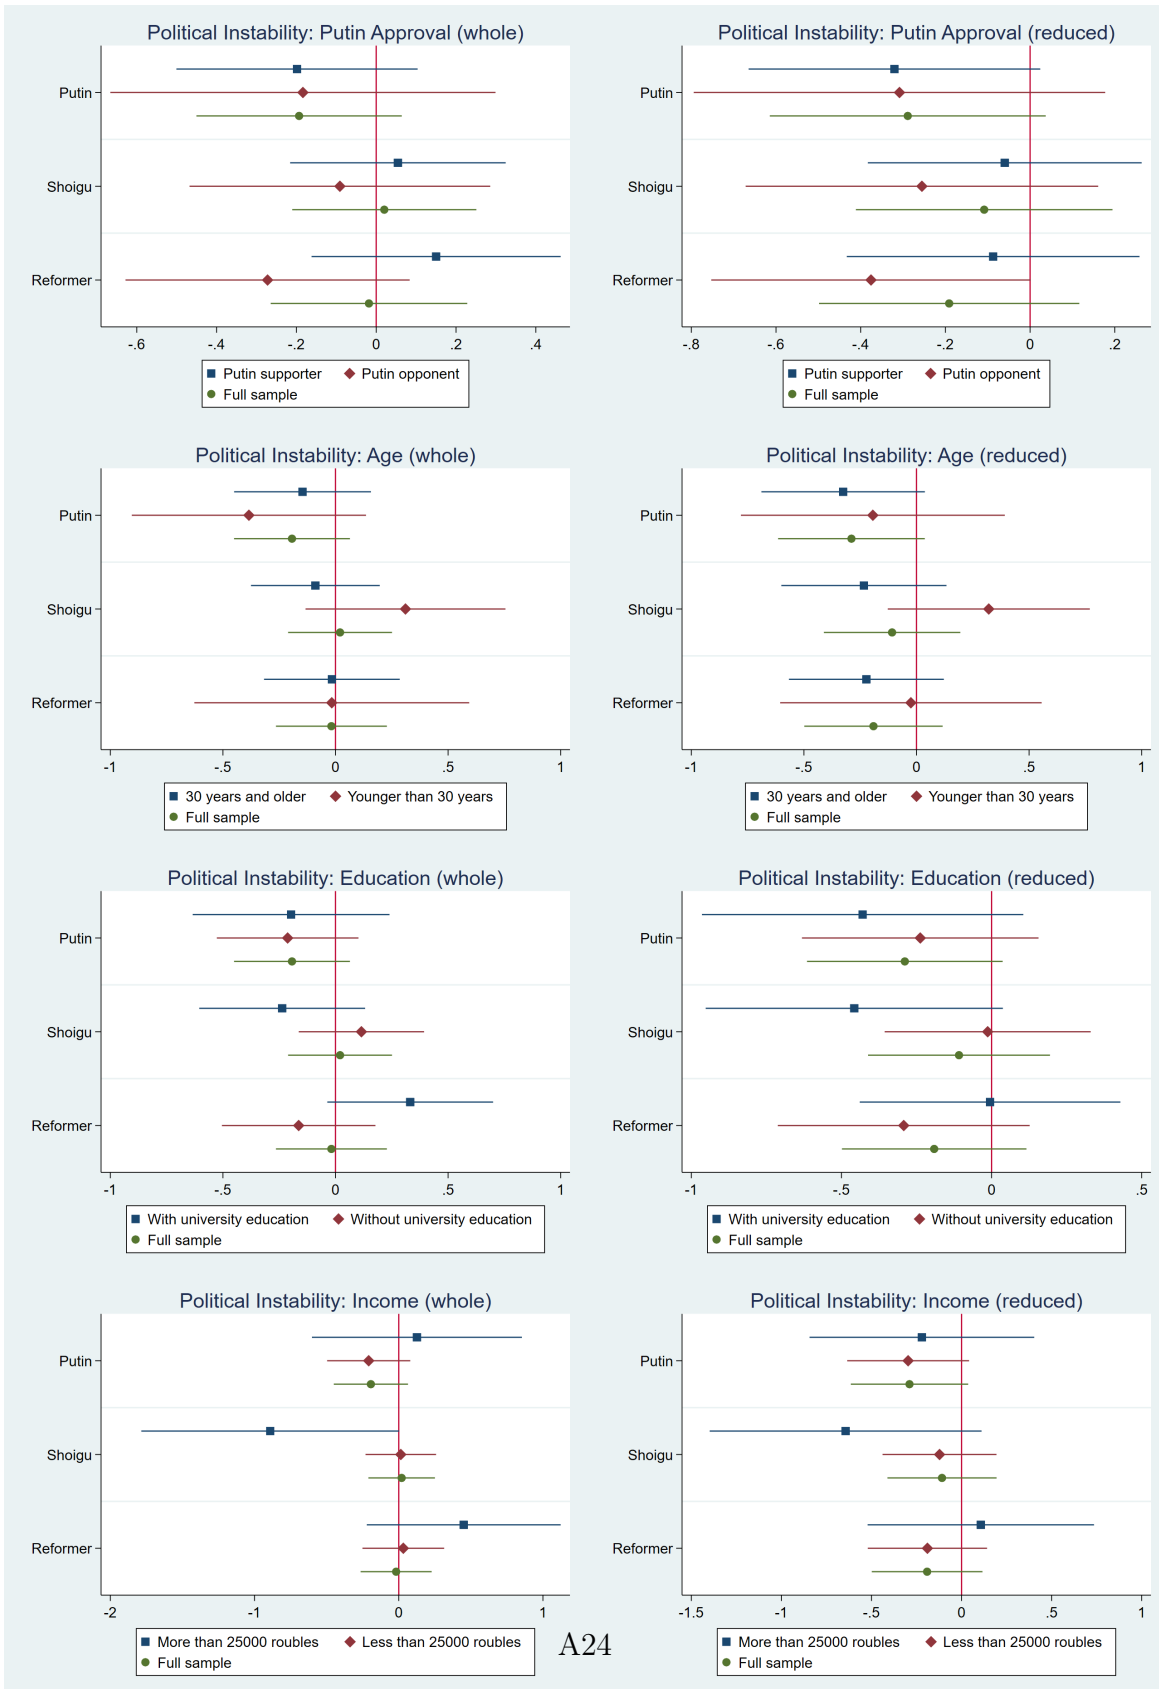 Political Instability: Putin Approval (whole)
Putin
Shoigu
Reformer
-.6 -.4 -.2 0 .2 .4
Putin supporter Putin opponent
Full sample
Political Instability: Putin Approval (reduced)
Putin
Shoigu
Reformer
-.8 -.6 -.4 -.2 0 .2
Putin supporter Putin opponent
Full sample
Political Instability: Age (whole)
Putin
Shoigu
Reformer
-1 -.5 0 .5 1
30 years and older Younger than 30 years
Full sample
Political Instability: Age (reduced)
Putin
Shoigu
Reformer
-1 -.5 0 .5 1
30 years and older Younger than 30 years
Full sample
Political Instability: Education (whole)
Putin
Shoigu
Reformer
-1 -.5 0 .5 1
With university education Without university education
Full sample
Political Instability: Education (reduced)
Putin
Shoigu
Reformer
-1 -.5 0 .5
With university education Without university education
Full sample
Political Instability: Income (whole)
Putin
Shoigu
Reformer
-2 -1 0 1
More than 25000 roubles Less than 25000 roubles
Full sample
Political Instability: Income (reduced)
Putin
Shoigu
Reformer
-1.5 -1 -.5 0 .5 1
More than 25000 roubles Less than 25000 roubles
Full sample
A24